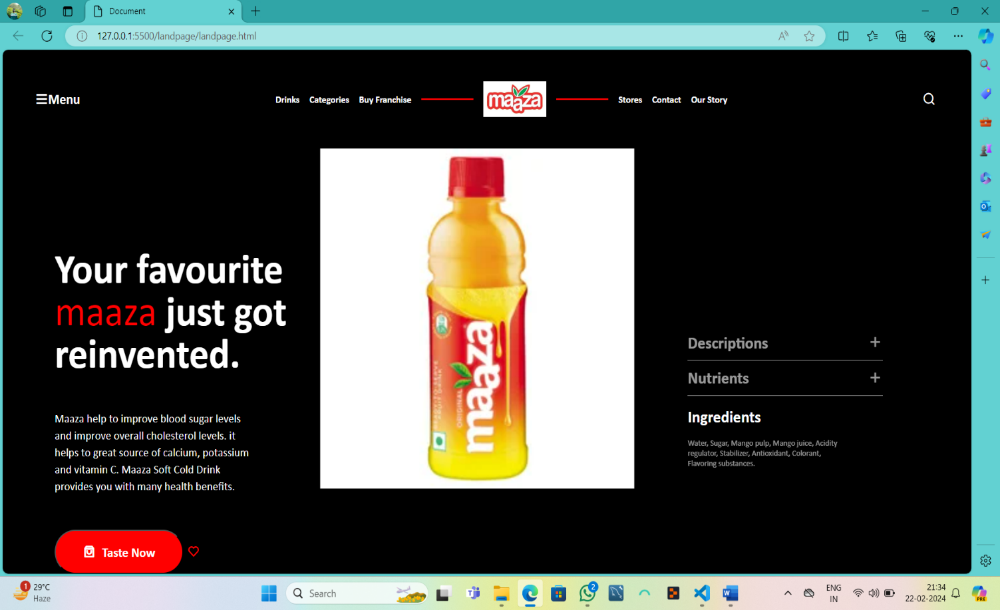 Document
127.0.0.1:5500/landpage/landpage.html
Menu
Drinks Categories Buy Franchise
maaza
Stores Contact Our Story
Your favourite
maaza just got
reinvented.
Maaza help to improve blood sugar levels
and improve overall cholesterol levels. it
helps to great source of calcium, potassium
and vitamin C. Maaza Soft Cold Drink
provides you with many health benefits.
Taste Now
ORIGINAL
maaza
Descriptions
Nutrients
Ingredients
Water, Sugar, Mango pulp, Mango juice, Acidity
regulator, Stabilizer, Antioxidant, Colorant,
Flavoring substances.
1
29°C
Haze
Search
2
ENG
IN
21:34
22-02-2024
PRE